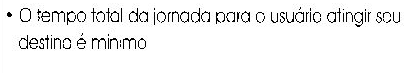 • O tempo total da jornada para o usuário atingir seu
destino é mínimo